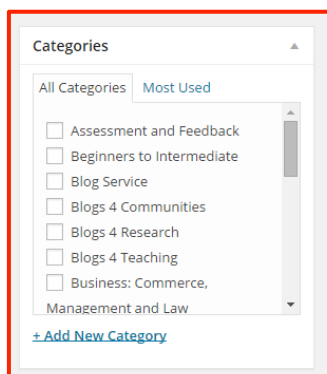 Categories
All Categories Most Used
Assessment and Feedback
Beginners to Intermediate
Blog Service
Blogs 4 Communities
Blogs 4 Research
Blogs 4 Teaching
Business: Commerce,
Management and Law
+ Add New Category